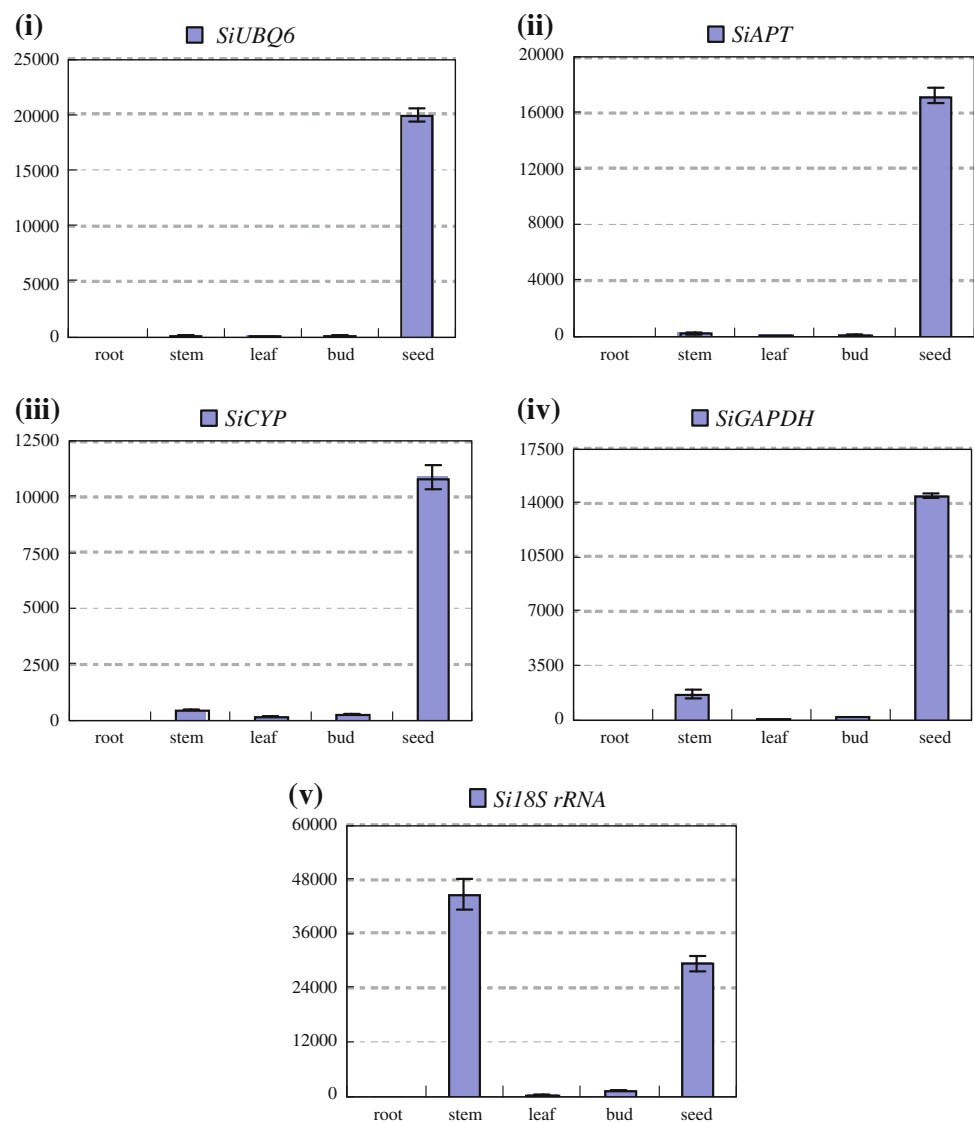 (i)
SiUBQ6
25000
20000
15000
10000
5000
0
root stem leaf bud seed
(ii)
SiAPT
20000
16000
12000
8000
4000
0
root stem leaf bud seed
(iii)
SiCYP
12500
10000
7500
5000
2500
0
root stem leaf bud seed
(iv)
SiGAPDH
17500
14000
10500
7000
3500
0
root stem leaf bud seed
(v)
Si18S rRNA
60000
48000
36000
24000
12000
0
root stem leaf bud seed